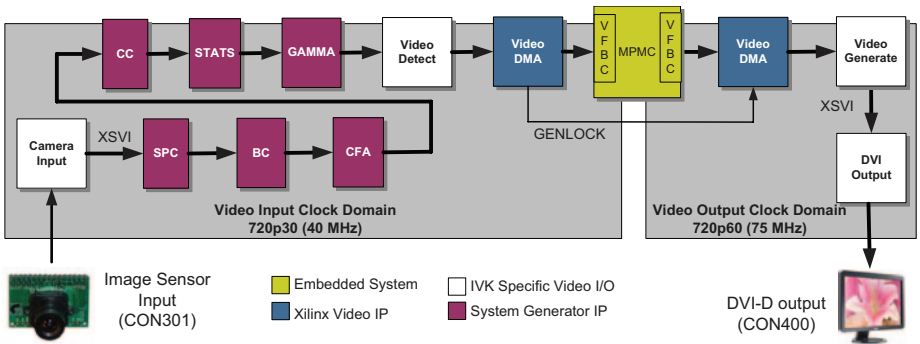 CC
STATS
GAMMA
Video
Detect
Video
DMA
V
F
B
C
MPMC
V
F
B
C
Video
DMA
Video
Generate
XSVI
GENLOCK
XSVI
Camera
Input
SPC
BC
CFA
DVI
Output
Video Input Clock Domain
720p30 (40 MHz)
Video Output Clock Domain
720p60 (75 MHz)
Image Sensor
Input
(CON301)
Embedded System
Xilinx Video IP
IVK Specific Video I/O
System Generator IP
DVI-D output
(CON400)